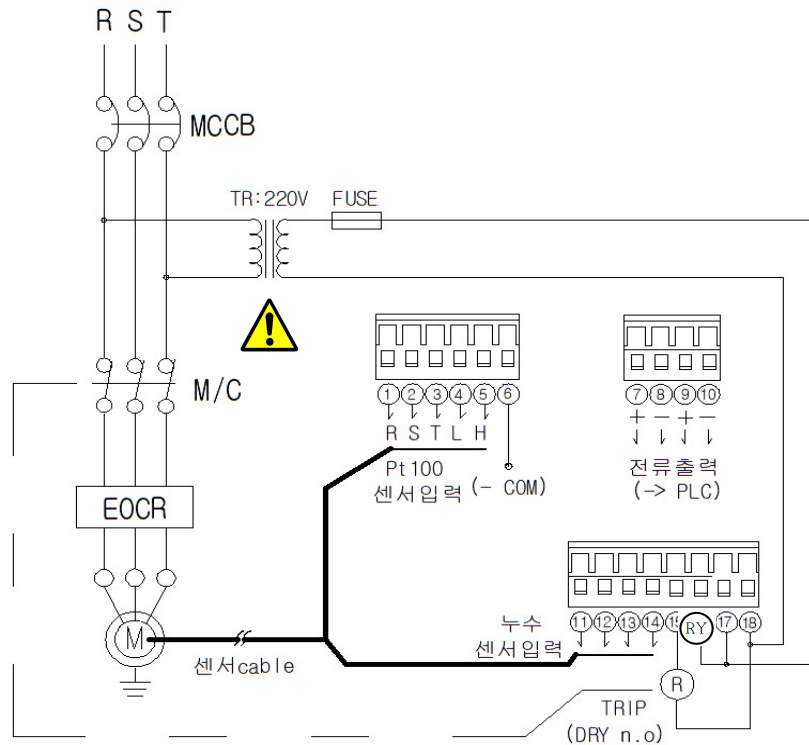 R S T
MCCB
TR:220V FUSE
M/C
1 2 3 4 5 6
7 8 9 10
R S T L H
+ - + -
Pt100
센서입력 (- COM)
전류출력
(-> PLC)
EOCR
누수
센서입력
11 12 13 14 15 RY 17 18
M
센서cable
R
TRIP
(DRY n.o)